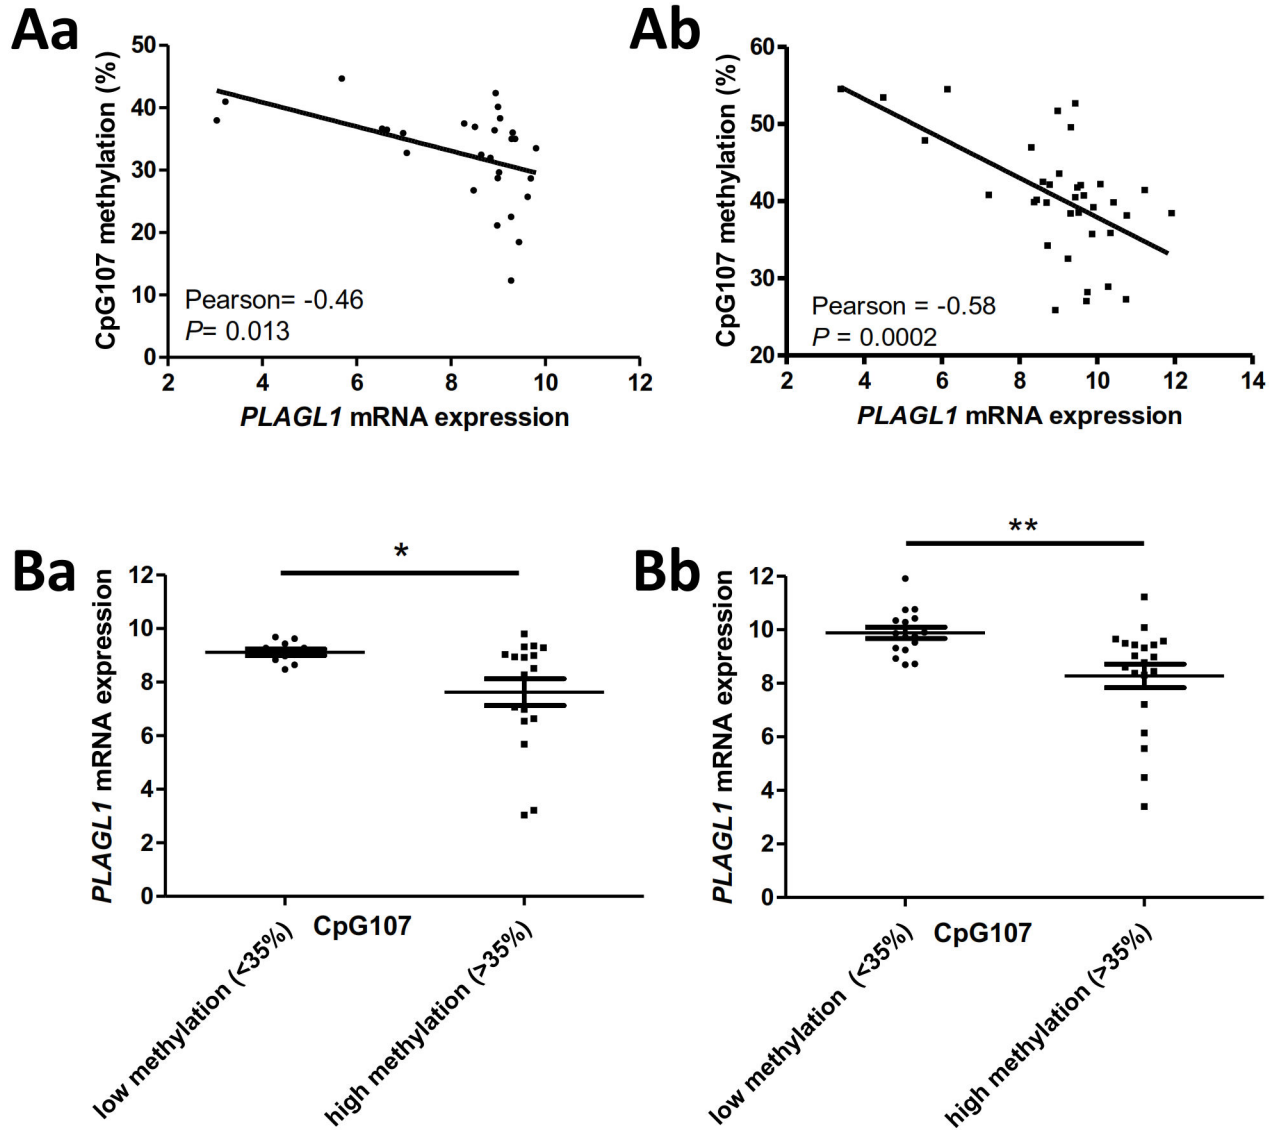 Aa
CpG107 methylation (%)
50
40
30
20
10
0
Pearson= -0.46
P= 0.013
2 4 6 8 10 12
PLAGL1 mRNA expression
Ab
CpG107 methylation (%)
60
50
40
30
20
Pearson = -0.58
P = 0.0002
2 4 6 8 10 12 14
PLAGL1 mRNA expression
Ba
PLAGL1 mRNA expression
12
10
8
6
4
2
0
*
CpG107
low methylation (<35%)
high methylation (>35%)
Bb
PLAGL1 mRNA expression
12
10
8
6
4
2
0
**
CpG107
low methylation (<35%)
high methylation (>35%)